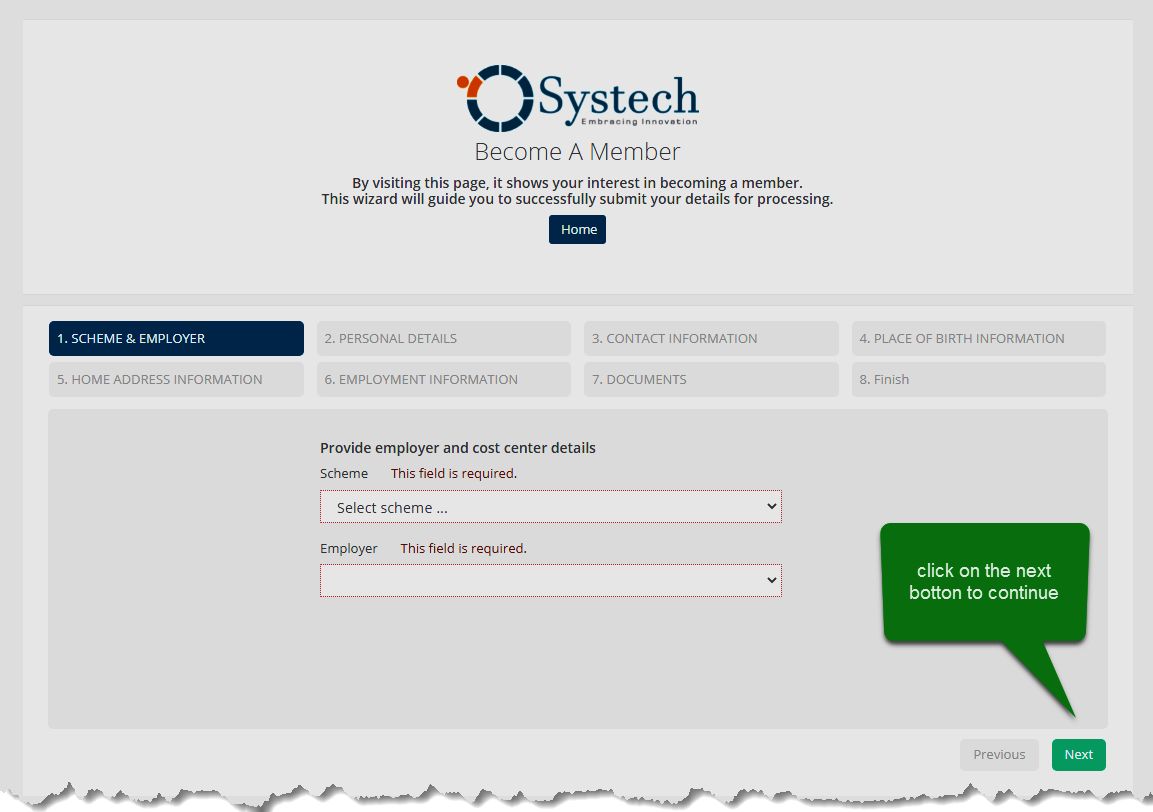 Systech
Embracing Innovation
Become A Member
By visiting this page, it shows your interest in becoming a member.
This wizard will guide you to successfully submit your details for processing.
Home
1. SCHEME & EMPLOYER
2. PERSONAL DETAILS
3. CONTACT INFORMATION
4. PLACE OF BIRTH INFORMATION
5. HOME ADDRESS INFORMATION
6. EMPLOYMENT INFORMATION
7. DOCUMENTS
8. Finish
Provide employer and cost center details
Scheme This field is required.
Select scheme ...
Employer This field is required.
click on the next
botton to continue
Previous
Next